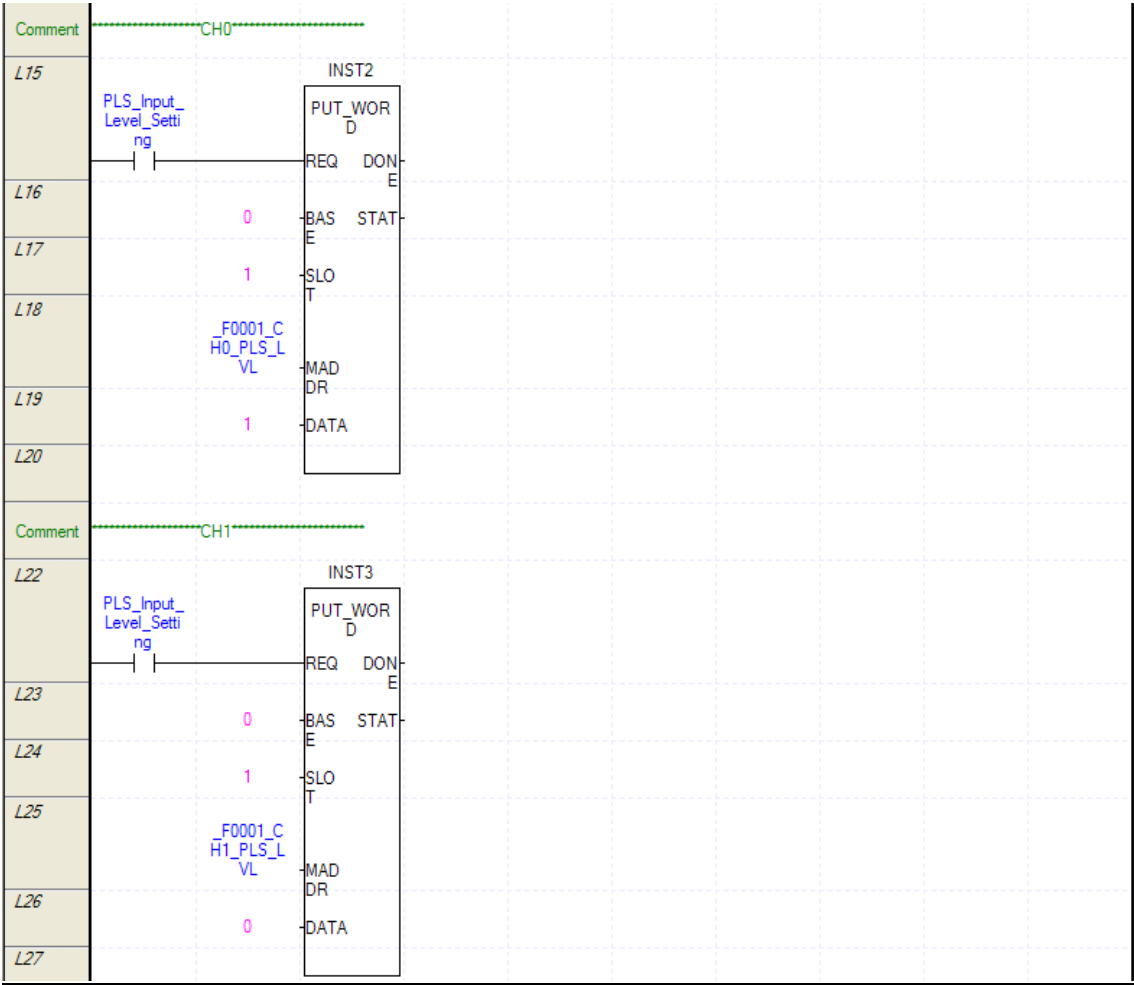 Comment ****************************CH0***********************************
L15
INST2
PLS_Input_
Level_Setti
ng
PUT_WOR
D
REQ DON
E
L16
0 BAS STAT
E
L17
1 SLO
T
L18
_F0001_C
H0_PLS_L
VL
MAD
DR
L19
1 DATA
L20
Comment ****************************CH1***********************************
L22
INST3
PLS_Input_
Level_Setti
ng
PUT_WOR
D
REQ DON
E
L23
0 BAS STAT
E
L24
1 SLO
T
L25
_F0001_C
H1_PLS_L
VL
MAD
DR
L26
0 DATA
L27